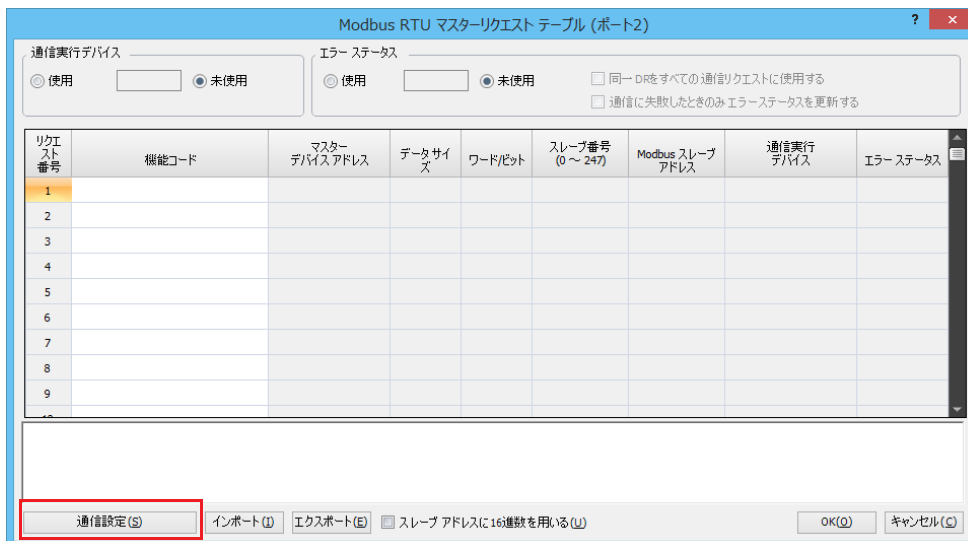 Modbus RTU マスターリクエスト テーブル (ポート2)
? ×
通信実行デバイス
使用 未使用
エラー ステータス
使用 未使用
同一 DRをすべての通信リクエストに使用する
通信に失敗したときのみエラーステータスを更新する
リクエスト番号 機能コード マスター デバイス アドレス データ サイズ ワード/ビット スレーブ番号 (0 ～ 247) Modbus スレーブ アドレス 通信実行 デバイス エラー ステータス
1
2
3
4
5
6
7
8
9
通信設定(S) インポート(I) エクスポート(E) スレーブ アドレスに16進数を用いる(U) OK(O) キャンセル(C)